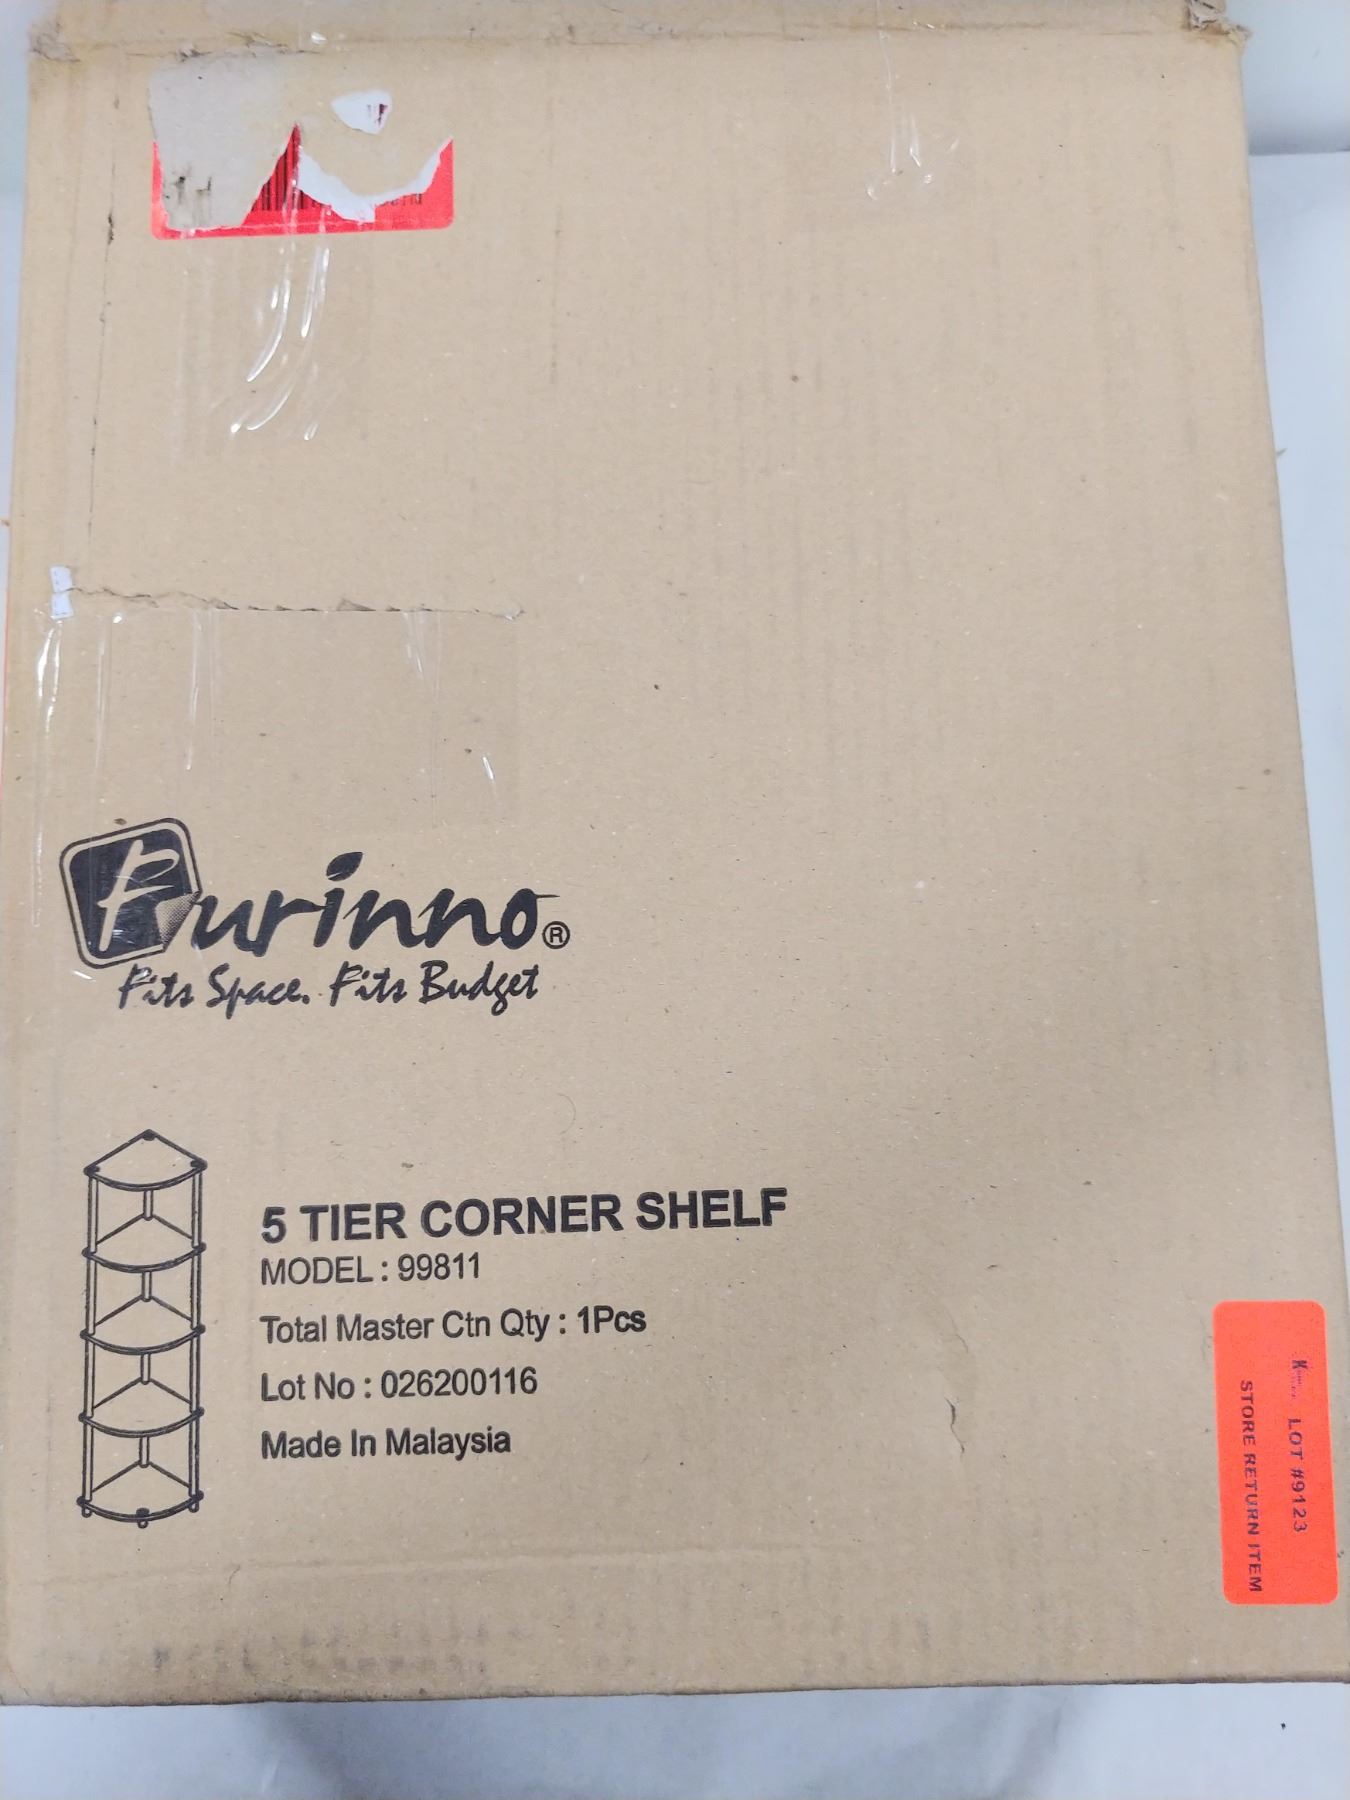 Furinno®
Fits Space. Fits Budget
5 TIER CORNER SHELF
MODEL : 99811
Total Master Ctn Qty : 1Pcs
Lot No : 026200116
Made In Malaysia
LOT #9123
STORE RETURN ITEM